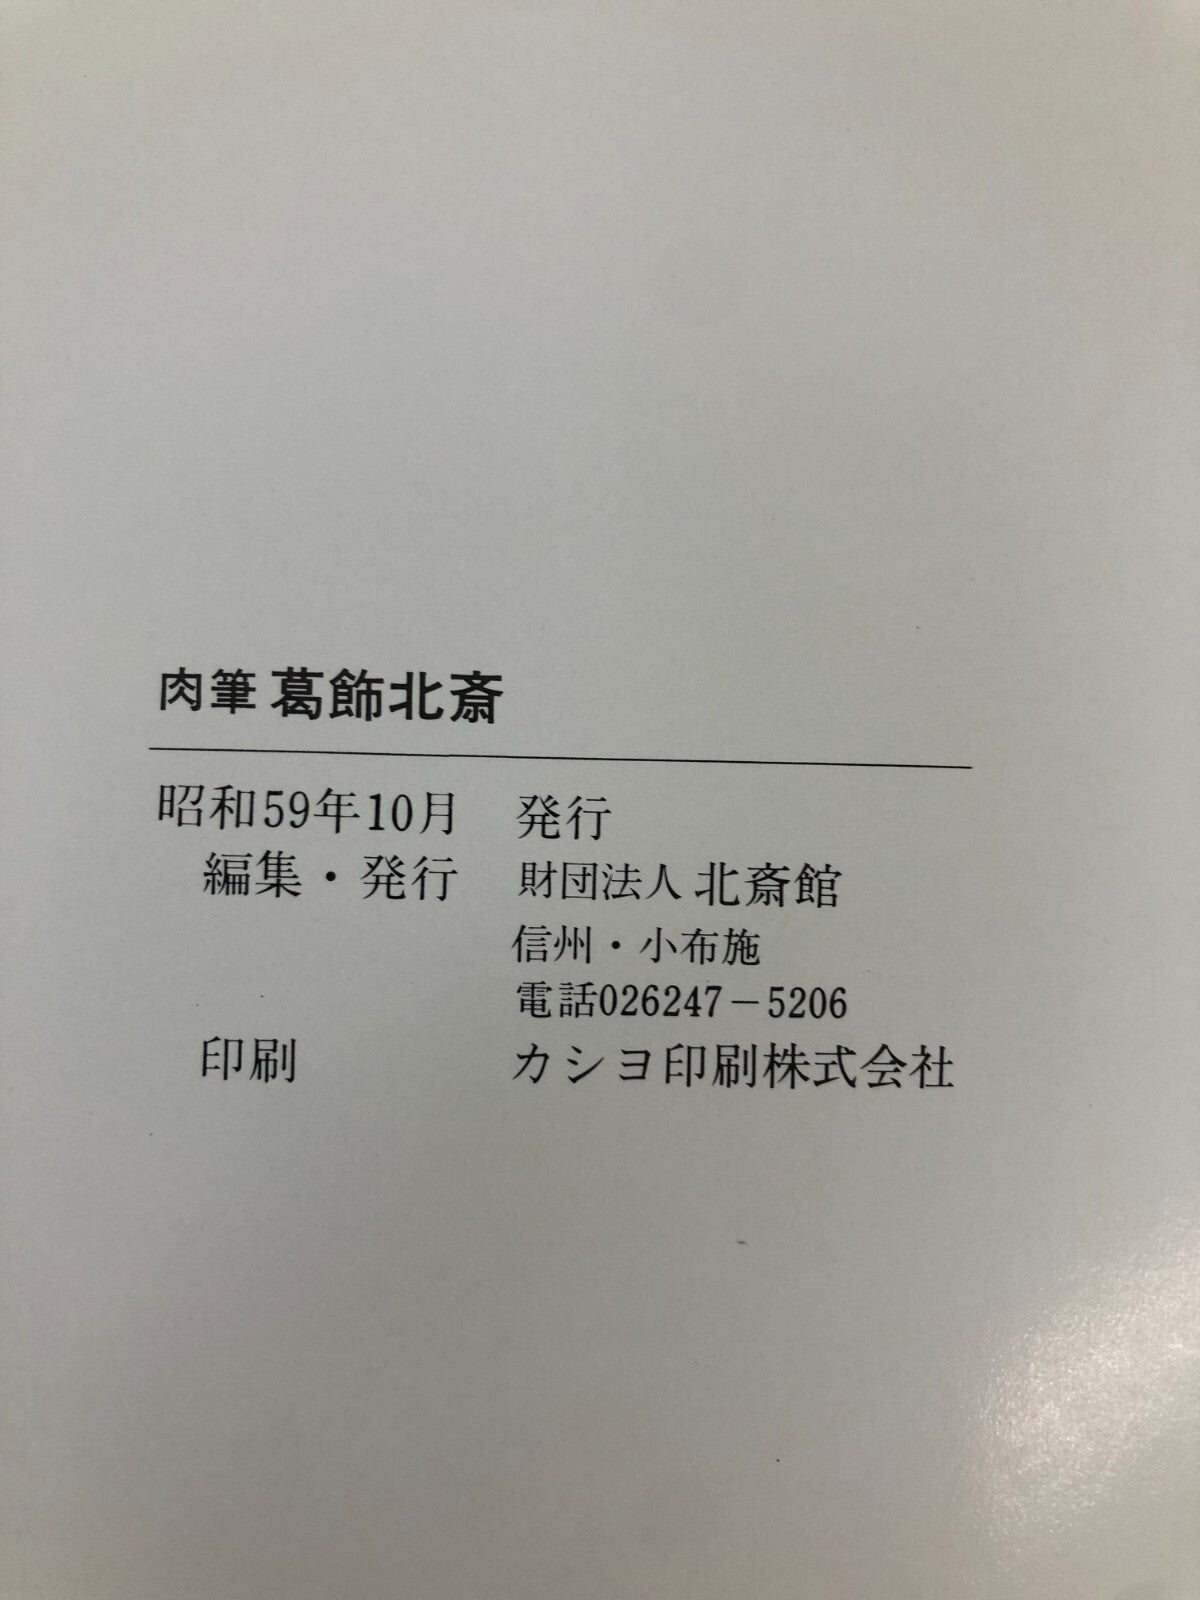 肉筆 葛飾北斎
昭和59年10月 発行
編集・発行 財団法人 北斎館
信州・小布施
電話026247－5206
印刷 カシヨ印刷株式会社